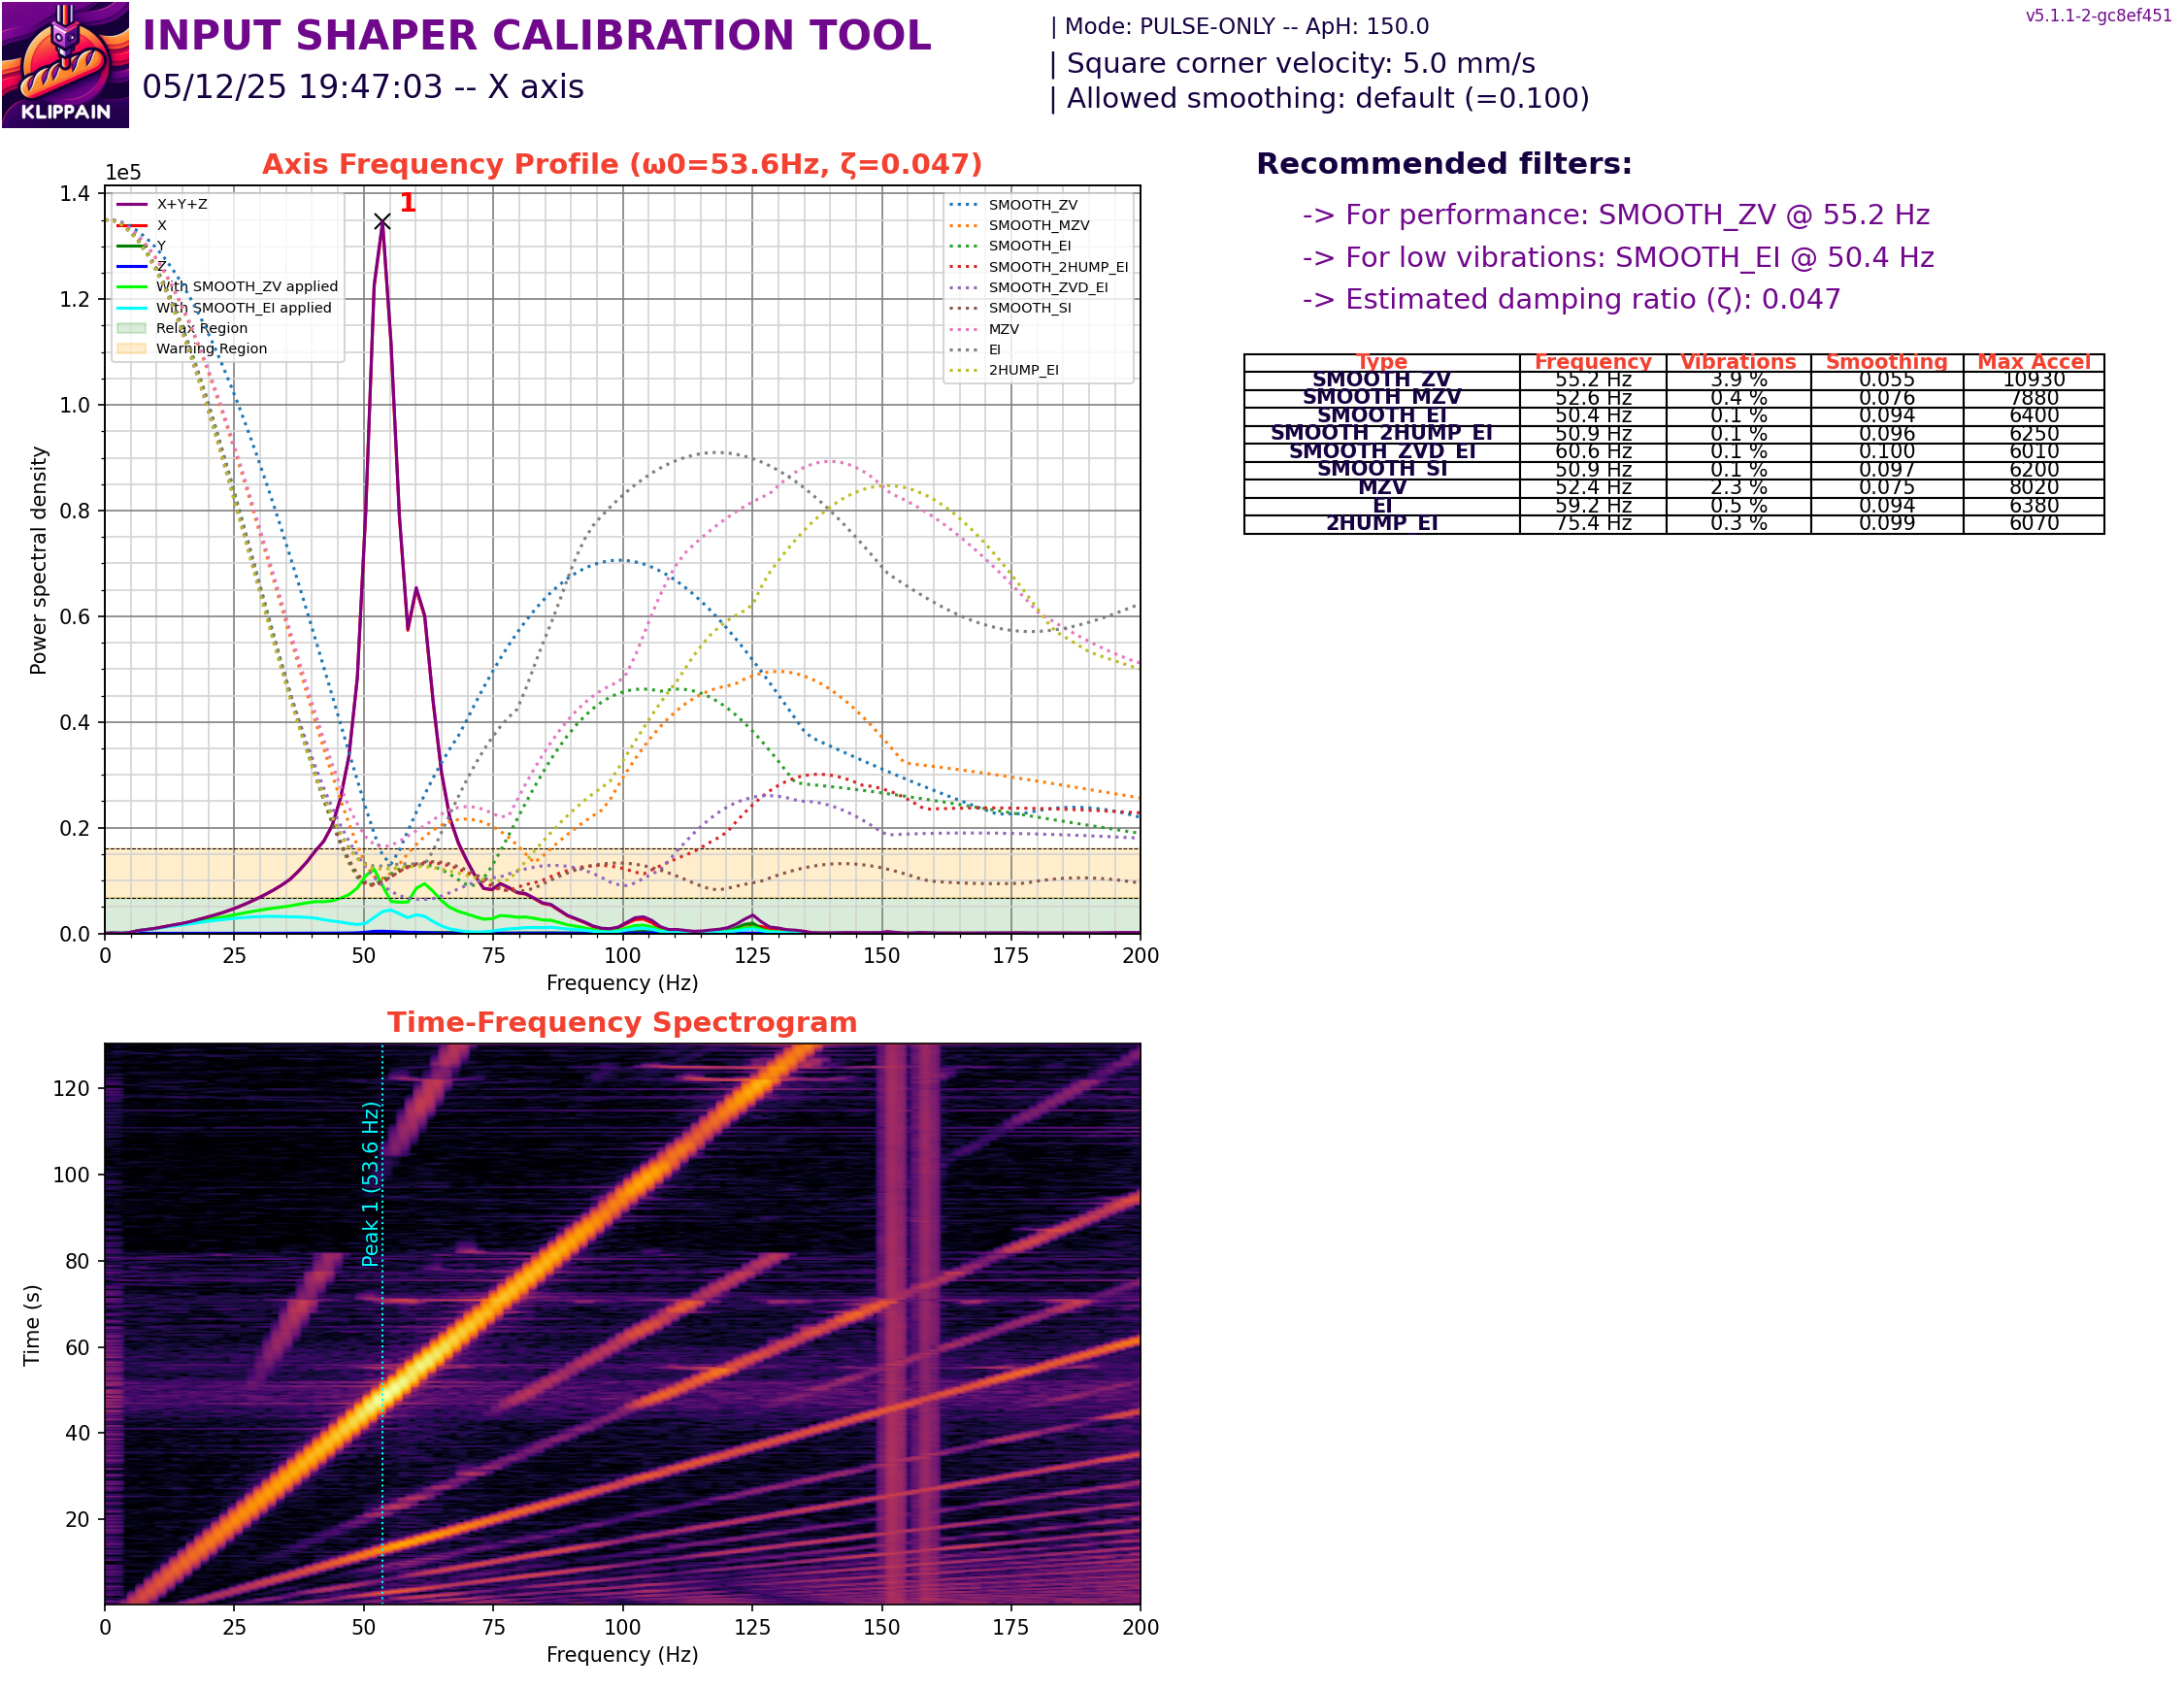 KLIPPAIN
INPUT SHAPER CALIBRATION TOOL
05/12/25 19:47:03 -- X axis
| Mode: PULSE-ONLY -- ApH: 150.0
| Square corner velocity: 5.0 mm/s
| Allowed smoothing: default (=0.100)
v5.1.1-2-gc8ef451
Axis Frequency Profile (ω0=53.6Hz, ζ=0.047)
1e5
1.4
1.2
1.0
0.8
0.6
0.4
0.2
0.0
Power spectral density
X+Y+Z
X
Y
Z
With SMOOTH_ZV applied
With SMOOTH_EI applied
Relax Region
Warning Region
1
SMOOTH_ZV
SMOOTH_MZV
SMOOTH_EI
SMOOTH_2HUMP_EI
SMOOTH_ZVD_EI
SMOOTH_SI
MZV
EI
2HUMP_EI
0 25 50 75 100 125 150 175 200
Frequency (Hz)
Recommended filters:
-> For performance: SMOOTH_ZV @ 55.2 Hz
-> For low vibrations: SMOOTH_EI @ 50.4 Hz
-> Estimated damping ratio (ζ): 0.047
Type Frequency Vibrations Smoothing Max Accel
SMOOTH_ZV 55.2 Hz 3.9 % 0.055 10930
SMOOTH_MZV 52.6 Hz 0.4 % 0.076 7880
SMOOTH_EI 50.4 Hz 0.1 % 0.094 6400
SMOOTH_2HUMP_EI 50.9 Hz 0.1 % 0.096 6250
SMOOTH_ZVD_EI 60.6 Hz 0.1 % 0.100 6010
SMOOTH_SI 50.9 Hz 0.1 % 0.097 6200
MZV 52.4 Hz 2.3 % 0.075 8020
EI 59.2 Hz 0.5 % 0.094 6380
2HUMP_EI 75.4 Hz 0.3 % 0.099 6070
Time-Frequency Spectrogram
120
100
80
60
40
20
Time (s)
Peak 1 (53.6 Hz)
0 25 50 75 100 125 150 175 200
Frequency (Hz)